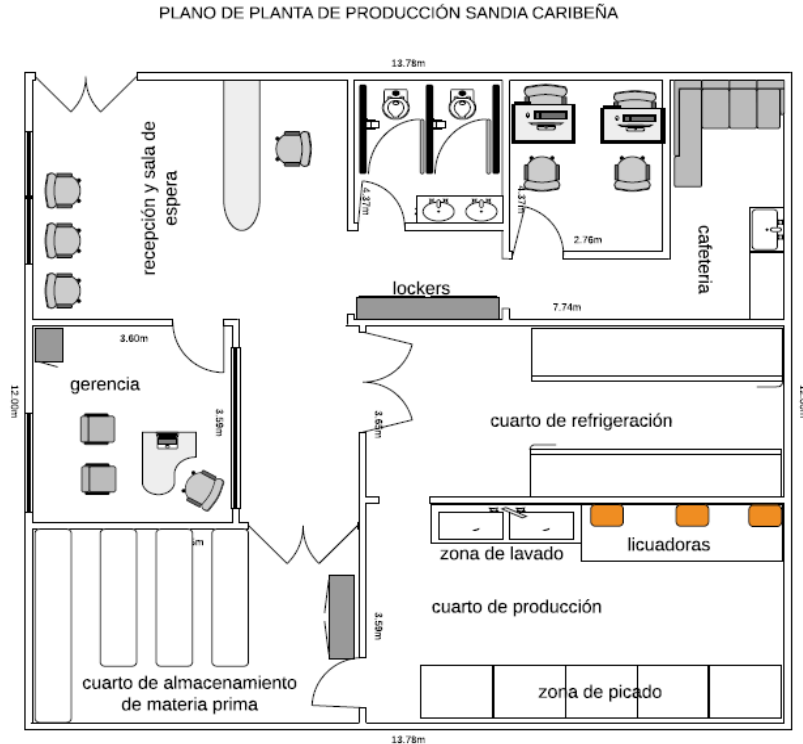 PLANO DE PLANTA DE PRODUCCIÓN SANDIA CARIBEÑA
13.78m
recepción y sala de
espera
4.37m
4.37m
2.76m
cafeteria
lockers
7.74m
3.60m
gerencia
12.00m
3.59m
3.65m
cuarto de refrigeración
zona de lavado
licuadoras
cuarto de producción
3.59m
cuarto de almacenamiento
de materia prima
zona de picado
13.78m